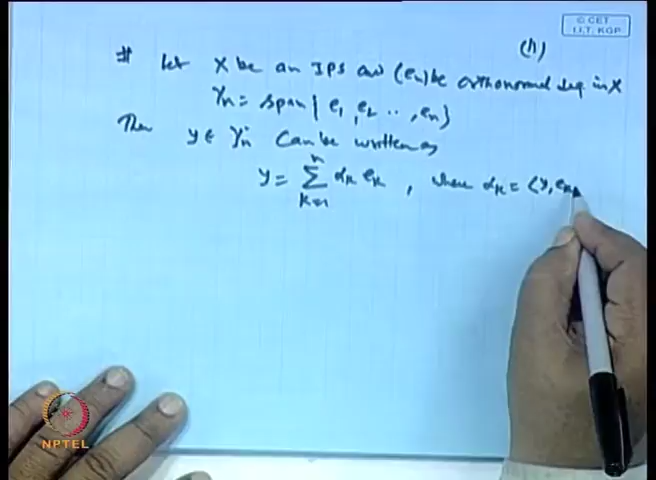 © CET
I.I.T. KGP
(11)
# Let X be an IPS and (en) be orthonormal seq. in X
Yn = span { e1, e2, .., en }
Then y ∈ Yn can be written as
y = Σ_{k=1}^{n} αk ek , where αk = ⟨y, ek
NPTEL